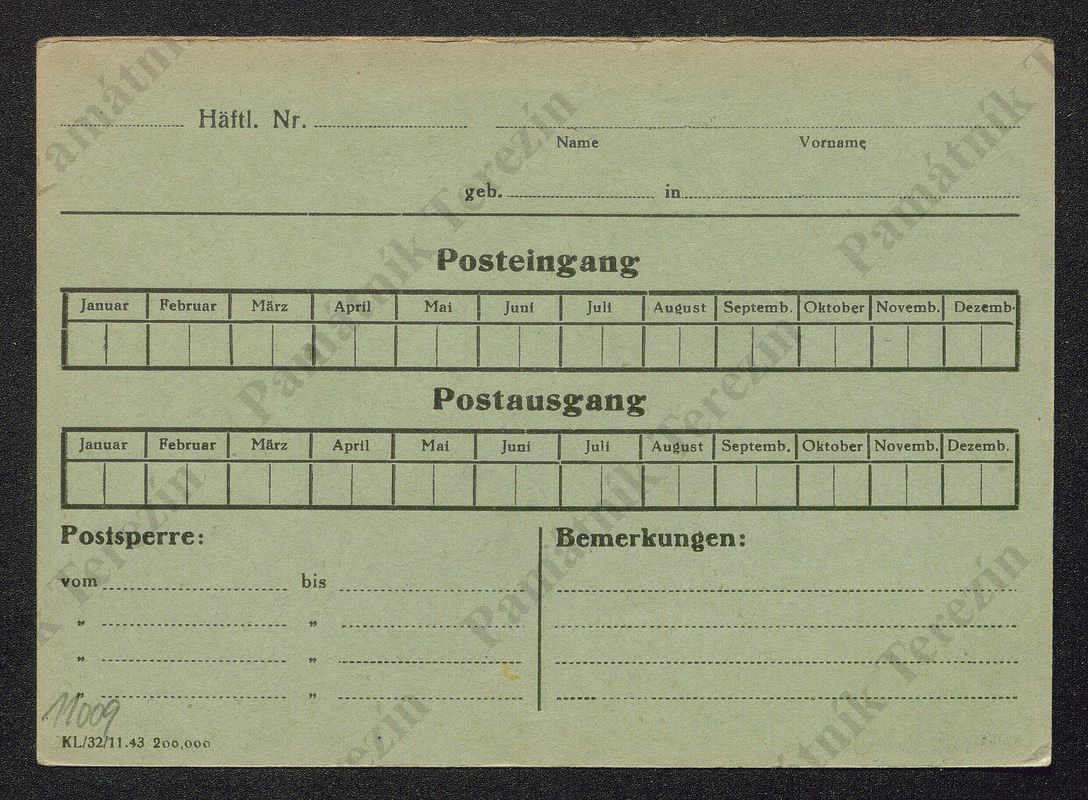 Häftl. Nr.
Name Vorname
geb. in
Posteingang
Januar Februar März April Mai Juni Juli August Septemb. Oktober Novemb. Dezemb.
Postausgang
Januar Februar März April Mai Juni Juli August Septemb. Oktober Novemb. Dezemb.
Postsperre: Bemerkungen:
vom bis
„ „
„ „
„ „
11009
KL/32/11.43 200,000
Památník Terezín